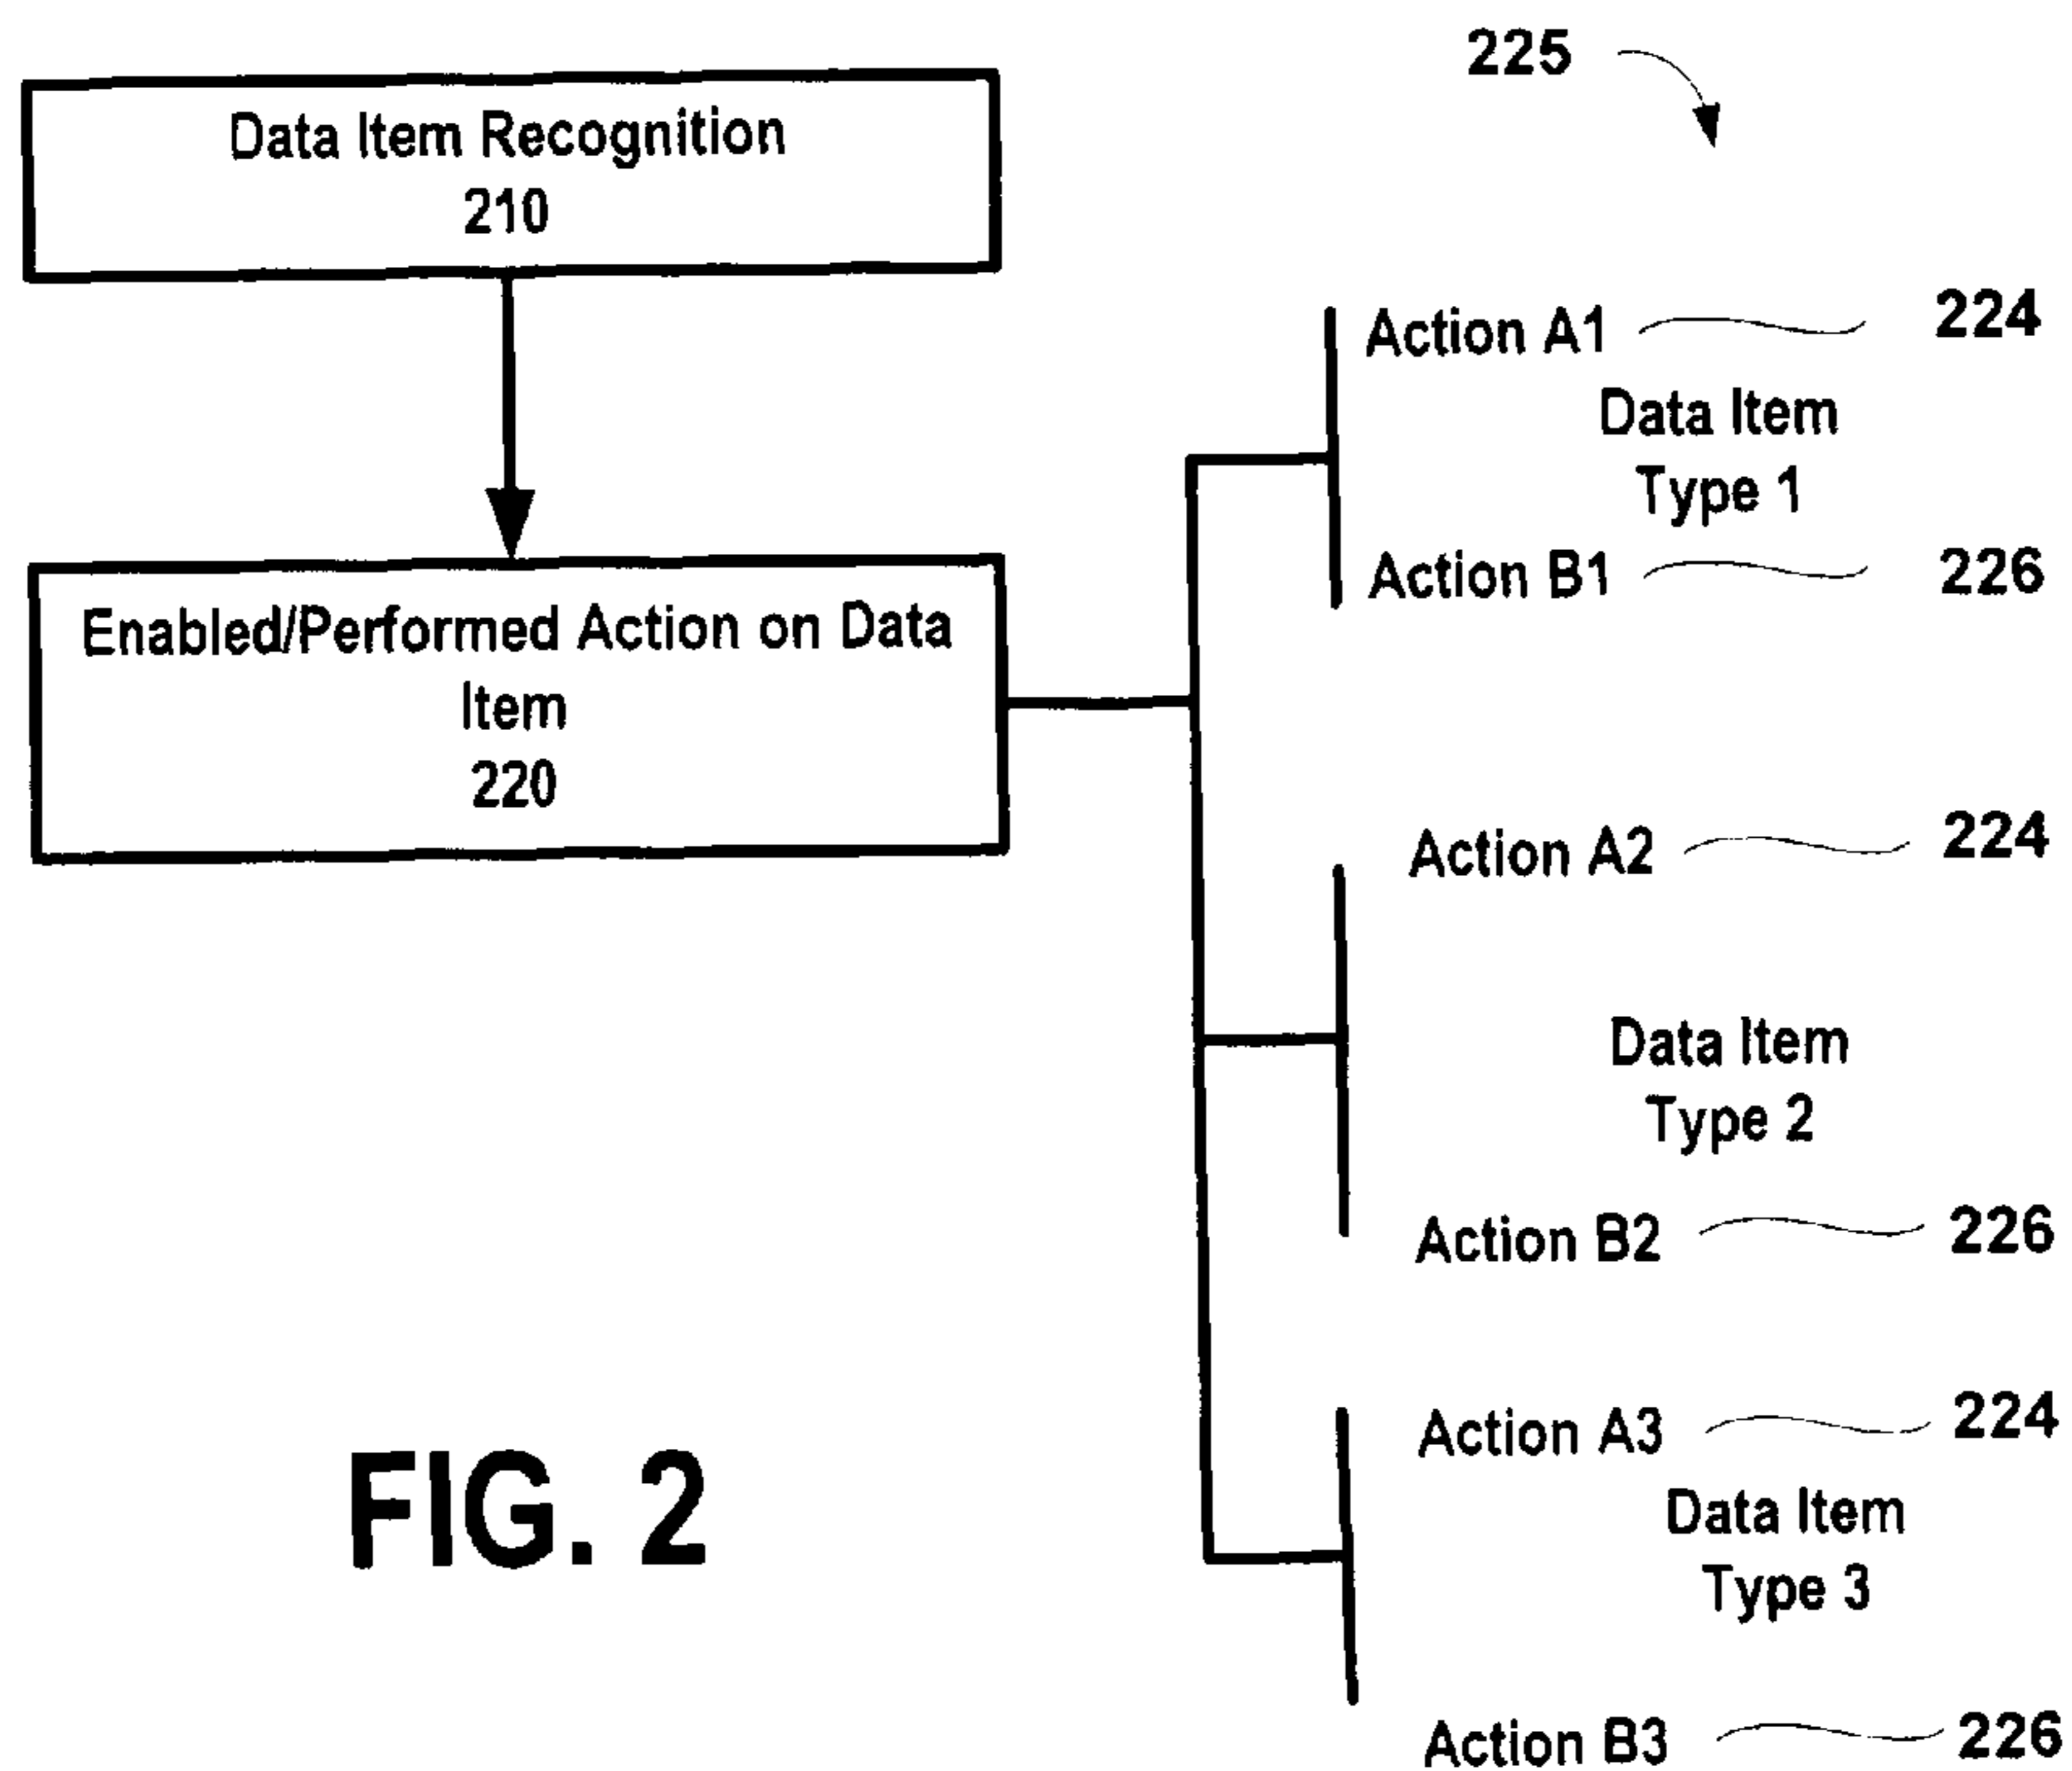 225
Data Item Recognition
210
Action A1 224
Data Item
Type 1
Action B1 226
Enabled/Performed Action on Data
Item
220
Action A2 224
Data Item
Type 2
Action B2 226
Action A3 224
Data Item
Type 3
Action B3 226
FIG. 2